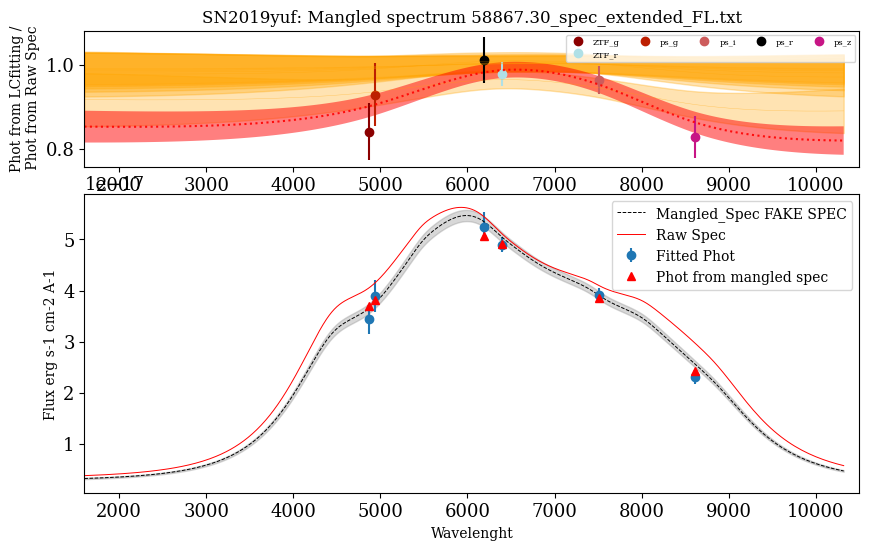 SN2019yuf: Mangled spectrum 58867.30_spec_extended_FL.txt
Phot from LCfitting /
Phot from Raw Spec
1.0
0.8
ZTF_g
ps_g
ps_i
ps_r
ps_z
ZTF_r
2000 3000 4000 5000 6000 7000 8000 9000 10000
1e−17
Flux erg s-1 cm-2 A-1
5
4
3
2
1
Mangled_Spec FAKE SPEC
Raw Spec
Fitted Phot
Phot from mangled spec
2000 3000 4000 5000 6000 7000 8000 9000 10000
Wavelenght